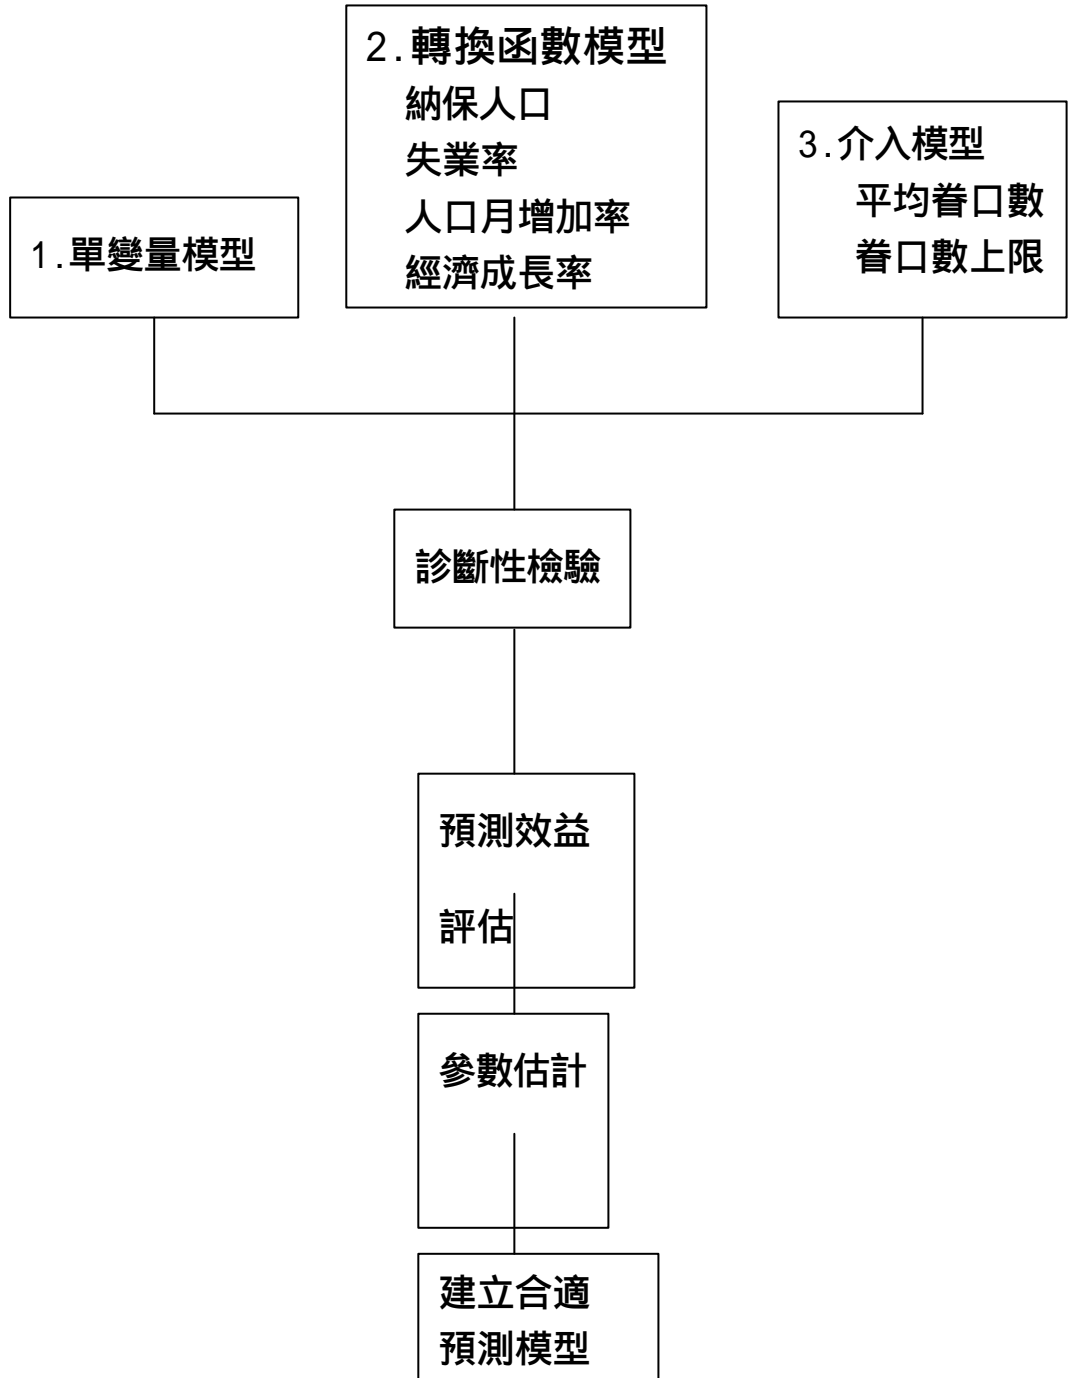 1.單變量模型
2.轉換函數模型
納保人口
失業率
人口月增加率
經濟成長率
3.介入模型
平均眷口數
眷口數上限
診斷性檢驗
預測效益
評估
參數估計
建立合適
預測模型